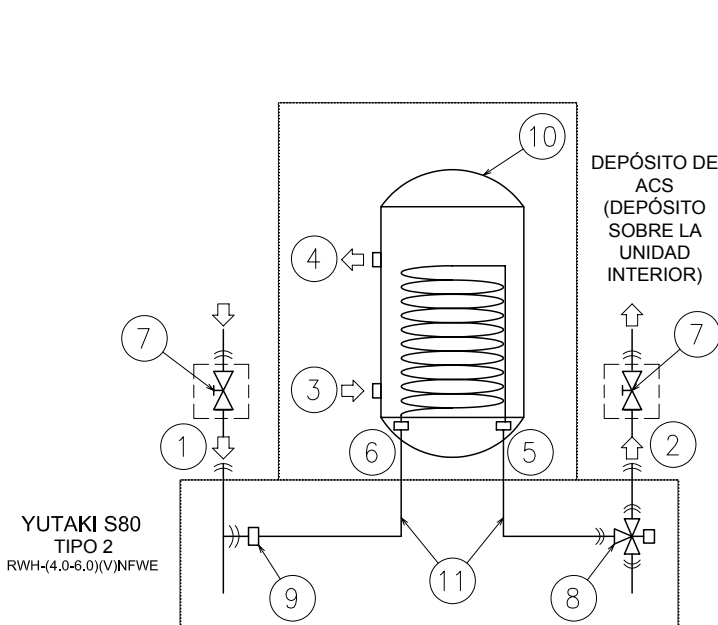 10
DEPÓSITO DE
ACS
(DEPÓSITO
SOBRE LA
UNIDAD
INTERIOR)
4
7
7
3
1
6
5
2
YUTAKI S80
TIPO 2
RWH-(4.0-6.0)(V)NFWE
9
11
8